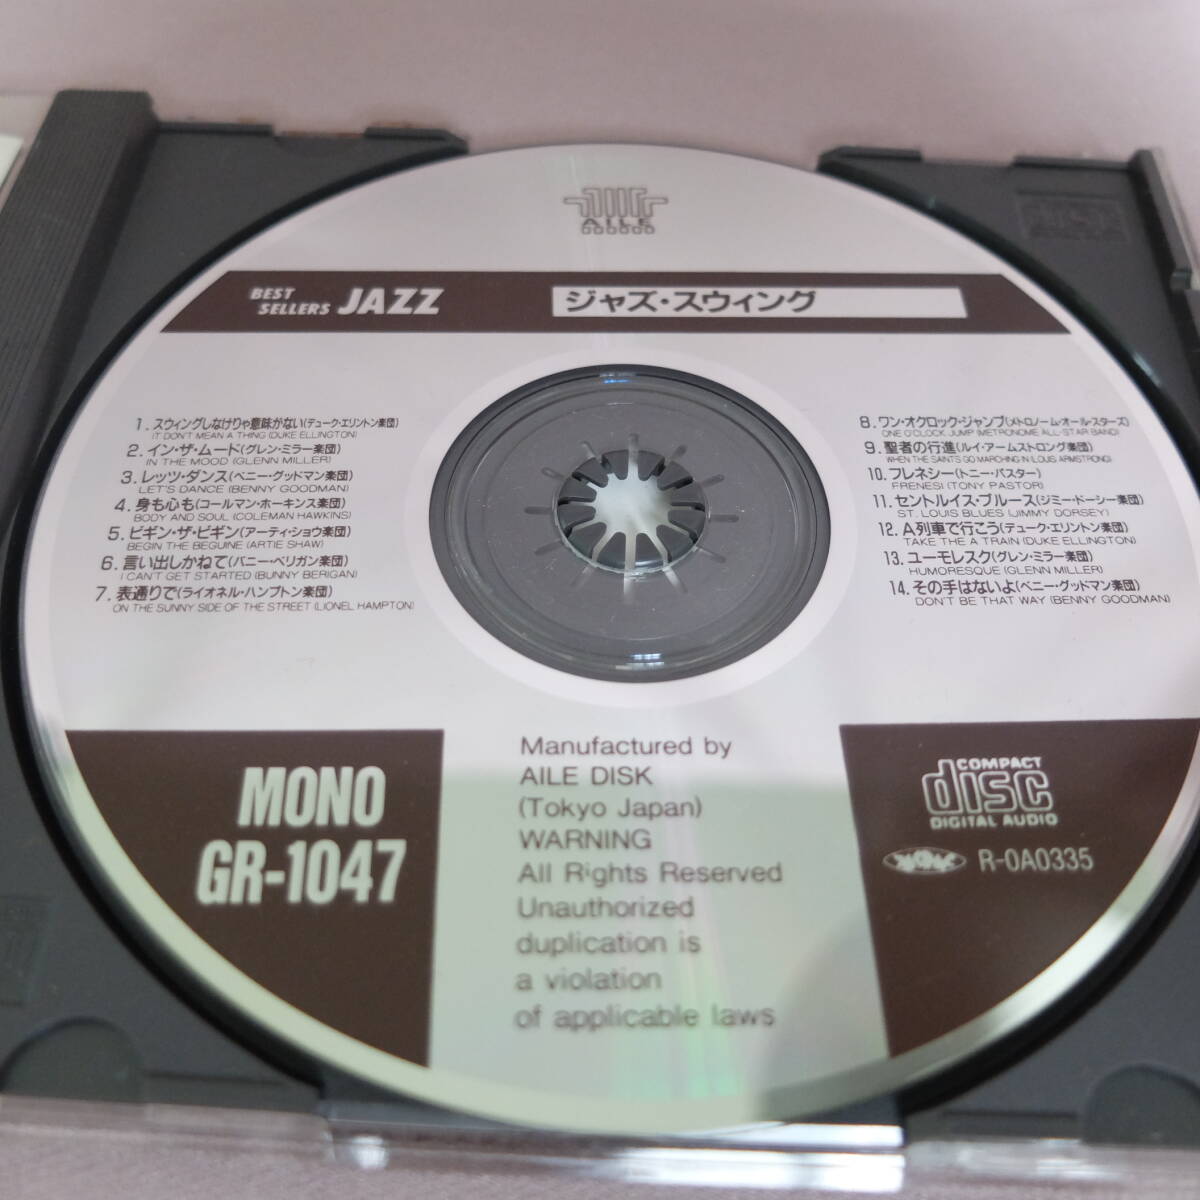 AILE
BEST
SELLERS JAZZ
ジャズ・スウィング
1. スウィングしなけりゃ意味がない(デューク・エリントン楽団)
IT DON'T MEAN A THING (DUKE ELLINGTON)
2. イン・ザ・ムード(グレン・ミラー楽団)
IN THE MOOD (GLENN MILLER)
3. レッツ・ダンス(ベニー・グッドマン楽団)
LET'S DANCE (BENNY GOODMAN)
4. 身も心も(コールマン・ホーキンス楽団)
BODY AND SOUL (COLEMAN HAWKINS)
5. ビギン・ザ・ビギン(アーティ・ショウ楽団)
BEGIN THE BEGUINE (ARTIE SHAW)
6. 言い出しかねて(バニー・ベリガン楽団)
I CAN'T GET STARTED (BUNNY BERIGAN)
7. 表通りで(ライオネル・ハンプトン楽団)
ON THE SUNNY SIDE OF THE STREET (LIONEL HAMPTON)
8. ワン・オクロック・ジャンプ(メトロノーム・オール・スターズ)
ONE O'CLOCK JUMP (METRONOME ALL-STAR BAND)
9. 聖者の行進(ルイ・アームストロング楽団)
WHEN THE SAINTS GO MARCHING IN (LOUIS ARMSTRONG)
10. フレネシー(トニー・パスター)
FRENESI (TONY PASTOR)
11. セントルイス・ブルース(ジミー・ドーシー楽団)
ST. LOUIS BLUES (JIMMY DORSEY)
12. A列車で行こう(デューク・エリントン楽団)
TAKE THE A TRAIN (DUKE ELLINGTON)
13. ユーモレスク(グレン・ミラー楽団)
HUMORESQUE (GLENN MILLER)
14. その手はないよ(ベニー・グッドマン楽団)
DON'T BE THAT WAY (BENNY GOODMAN)
MONO
GR-1047
Manufactured by
AILE DISK
(Tokyo Japan)
WARNING
All Rights Reserved
Unauthorized
duplication is
a violation
of applicable laws
COMPACT
disc
DIGITAL AUDIO
R-0A0335